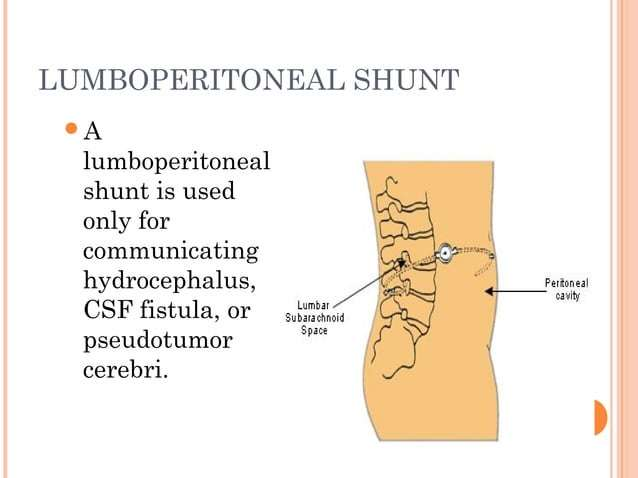 LUMBOPERITONEAL SHUNT
A
lumboperitoneal
shunt is used
only for
communicating
hydrocephalus,
CSF fistula, or
pseudotumor
cerebri.
Lumbar
Subarachnoid
Space
Peritoneal
cavity